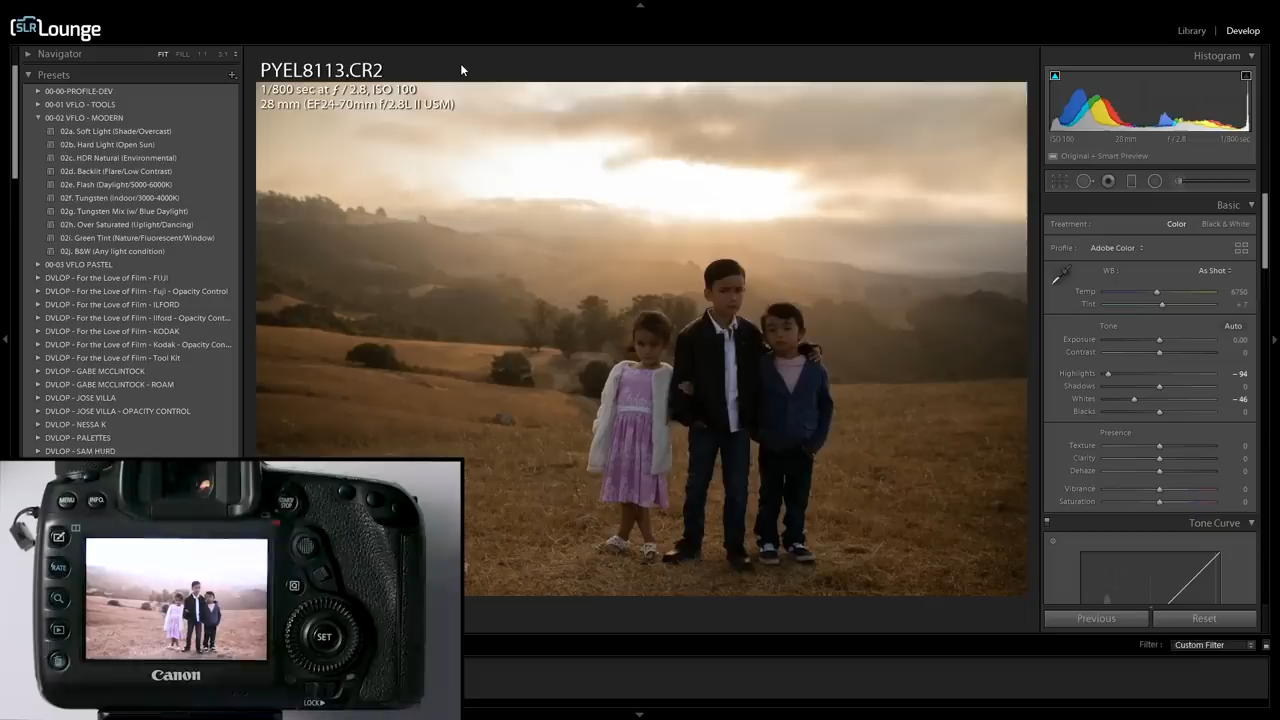 [SLR Lounge
Library | Develop
Navigator FIT FILL 1:1 3:1
Presets +
00-00-PROFILE-DEV
00-01 VFLO - TOOLS
00-02 VFLO - MODERN
02a. Soft Light (Shade/Overcast)
02b. Hard Light (Open Sun)
02c. HDR Natural (Environmental)
02d. Backlit (Flare/Low Contrast)
02e. Flash (Daylight/5000-6000K)
02f. Tungsten (Indoor/3000-4000K)
02g. Tungsten Mix (w/ Blue Daylight)
02h. Over Saturated (Uplight/Dancing)
02i. Green Tint (Nature/Fluorescent/Window)
02j. B&W (Any light condition)
00-03 VFLO PASTEL
DVLOP - For the Love of Film - FUJI
DVLOP - For the Love of Film - Fuji - Opacity Control
DVLOP - For the Love of Film - ILFORD
DVLOP - For the Love of Film - Ilford - Opacity Cont...
DVLOP - For the Love of Film - KODAK
DVLOP - For the Love of Film - Kodak - Opacity Con...
DVLOP - For the Love of Film - Tool Kit
DVLOP - GABE MCCLINTOCK
DVLOP - GABE MCCLINTOCK - ROAM
DVLOP - JOSE VILLA
DVLOP - JOSE VILLA - OPACITY CONTROL
DVLOP - NESSA K
DVLOP - PALETTES
DVLOP - SAM HURD
PYEL8113.CR2
1/800 sec at ƒ / 2.8, ISO 100
28 mm (EF24-70mm f/2.8L II USM)
Histogram
ISO 100 28 mm ƒ / 2.8 1/800 sec
Original + Smart Preview
Basic
Treatment : Color Black & White
Profile : Adobe Color
WB : As Shot
Temp 6750
Tint + 7
Tone Auto
Exposure 0.00
Contrast 0
Highlights − 94
Shadows 0
Whites − 46
Blacks 0
Presence
Texture 0
Clarity 0
Dehaze 0
Vibrance 0
Saturation 0
Tone Curve
Previous Reset
Filter : Custom Filter
MENU INFO.
START/
STOP
RATE
Q
SET
Canon
LOCK▶